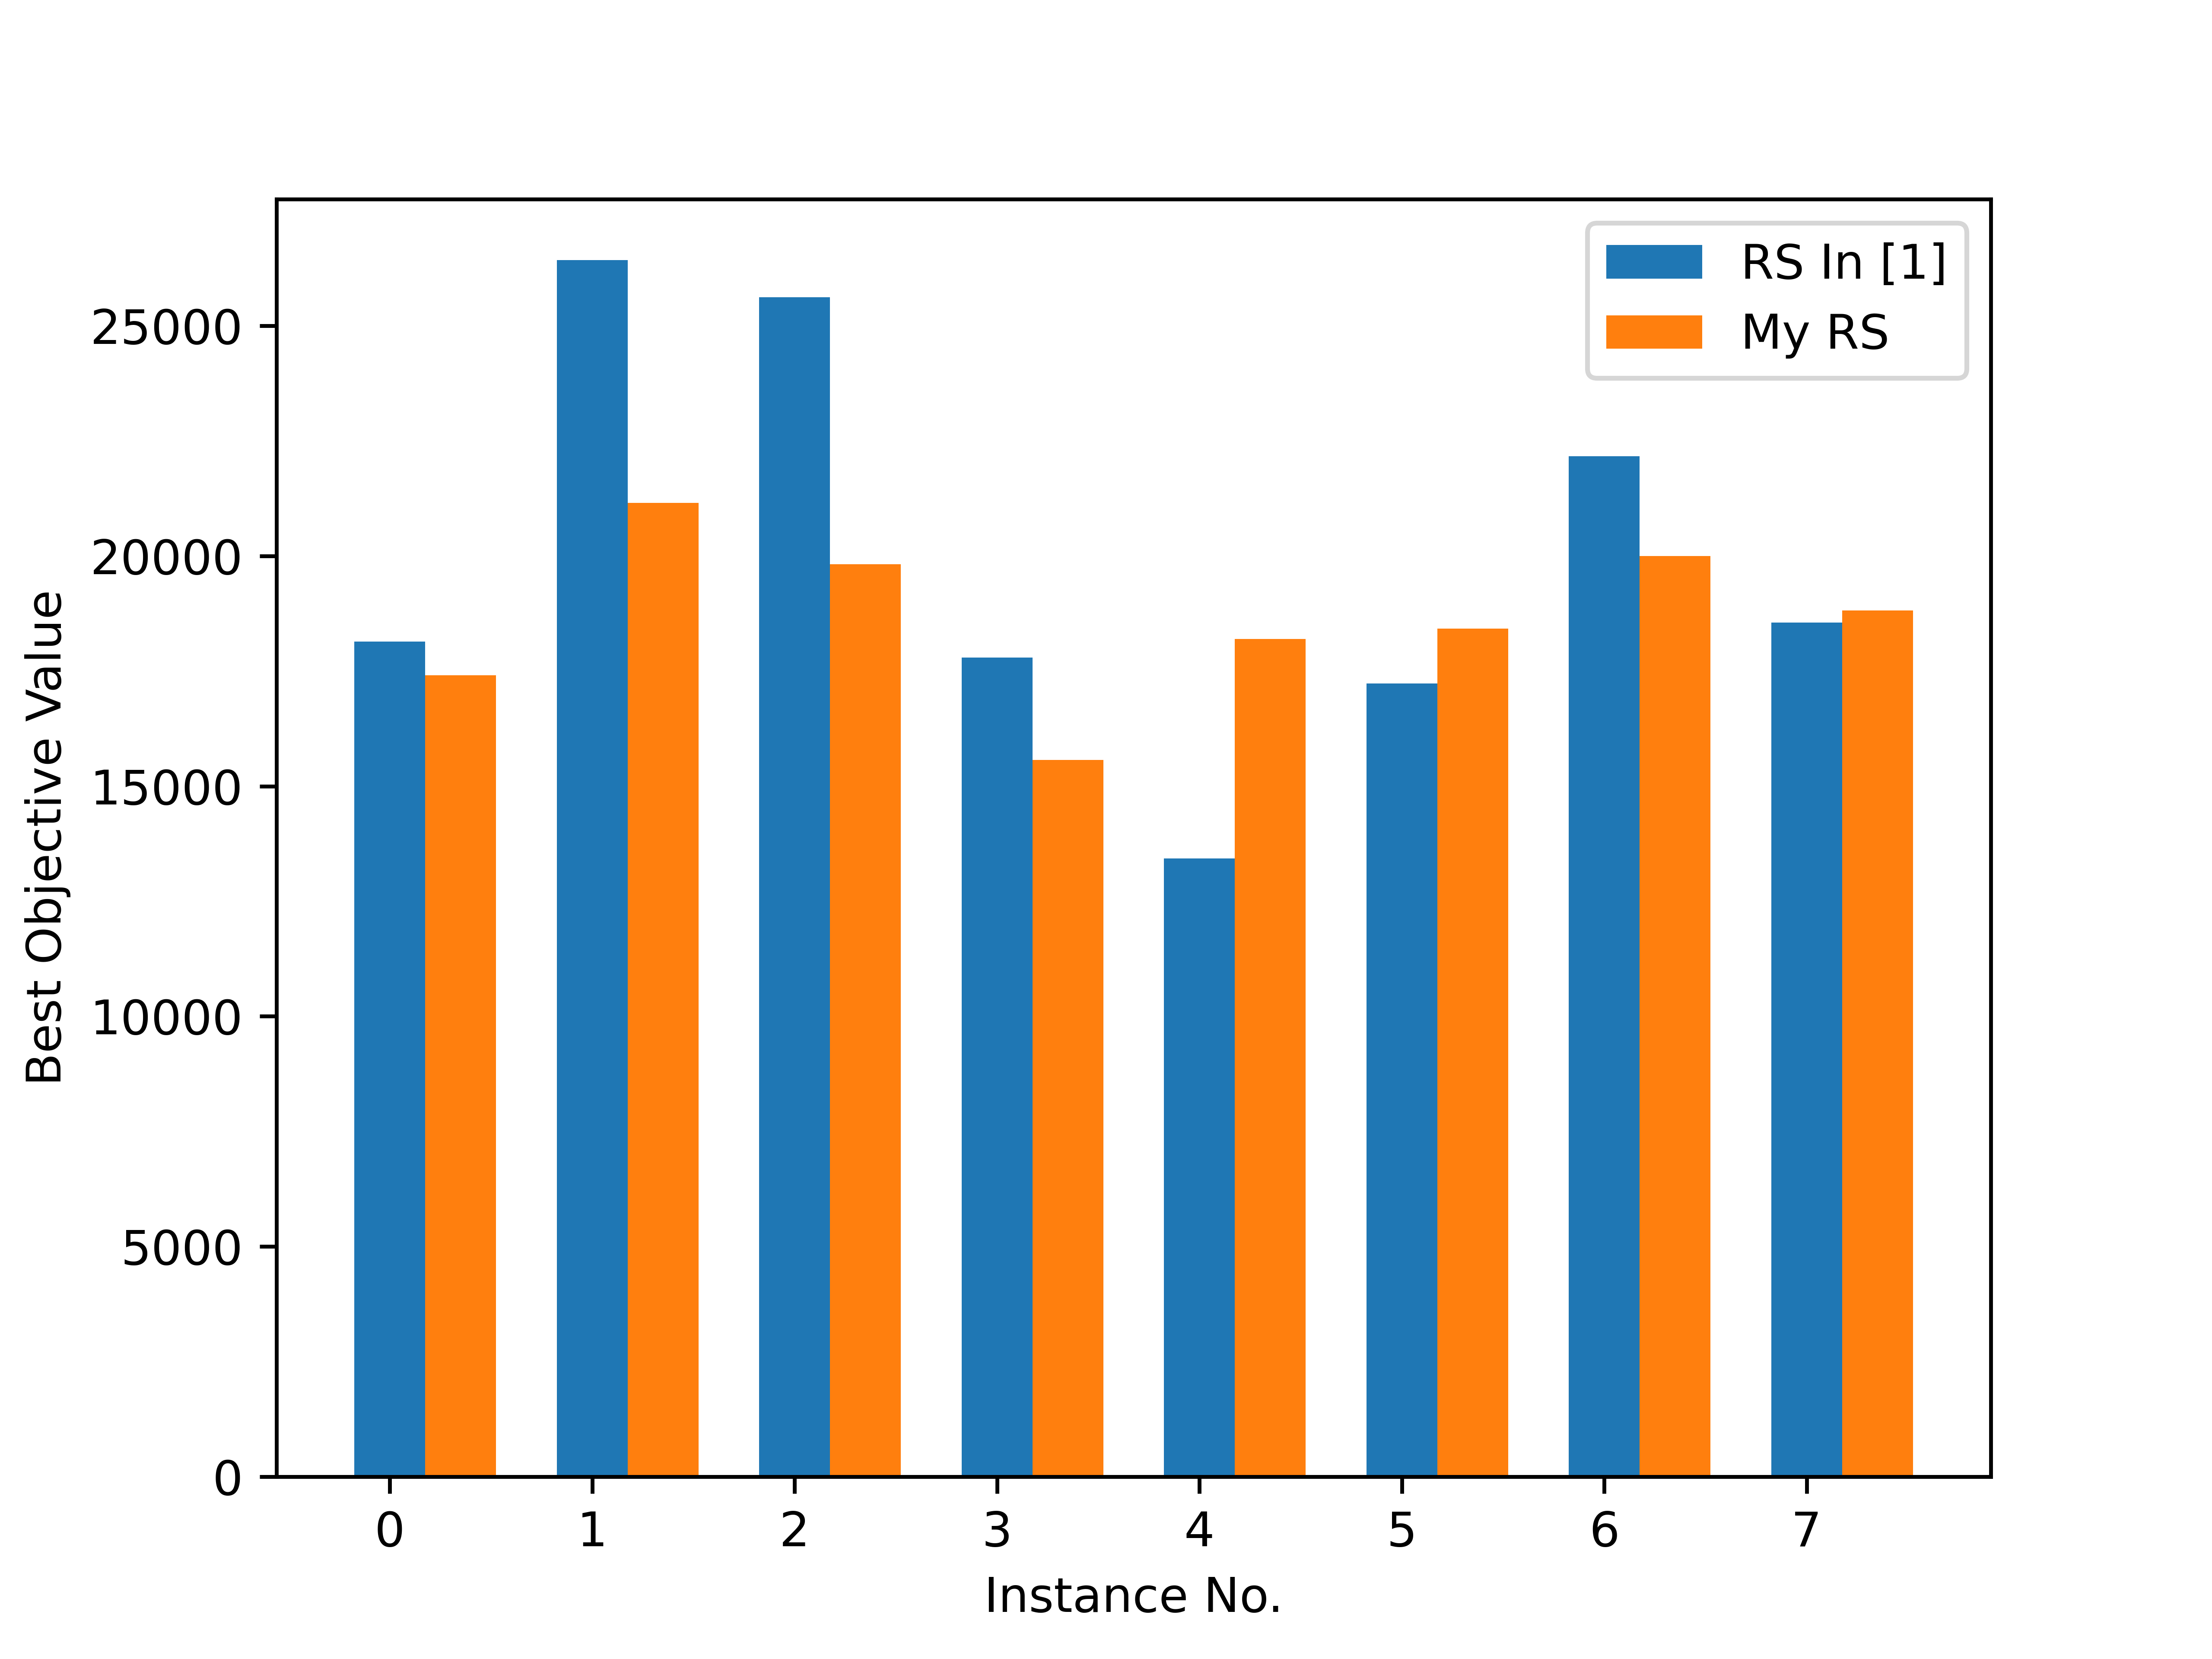 RS In [1]
My RS
25000
20000
15000
10000
5000
0
Best Objective Value
0 1 2 3 4 5 6 7
Instance No.